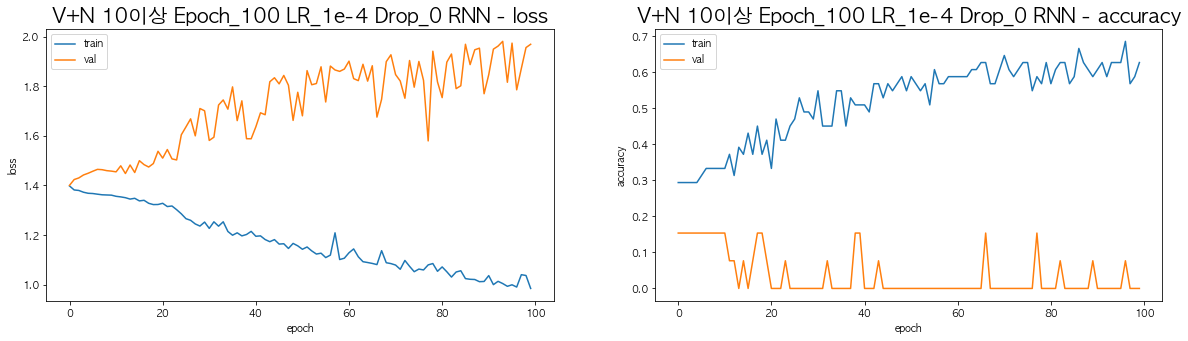 V+N 10이상 Epoch_100 LR_1e-4 Drop_0 RNN - loss
train
val
2.0
1.8
1.6
1.4
1.2
1.0
loss
0 20 40 60 80 100
epoch
V+N 10이상 Epoch_100 LR_1e-4 Drop_0 RNN - accuracy
train
val
0.7
0.6
0.5
0.4
0.3
0.2
0.1
0.0
accuracy
0 20 40 60 80 100
epoch